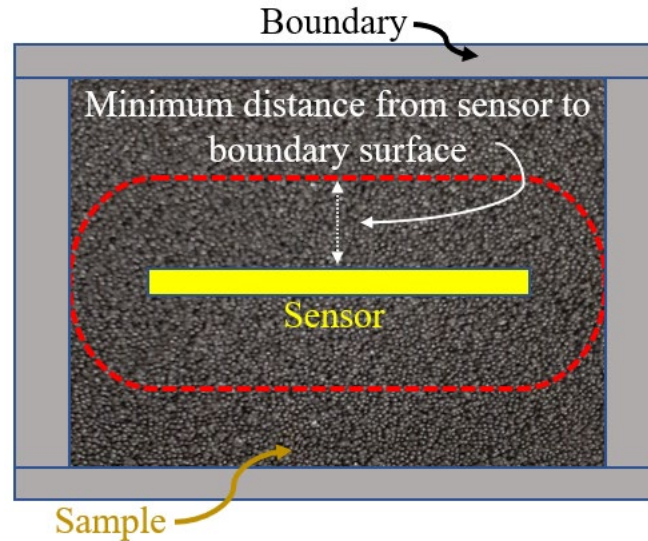 Boundary
Minimum distance from sensor to
boundary surface
Sensor
Sample